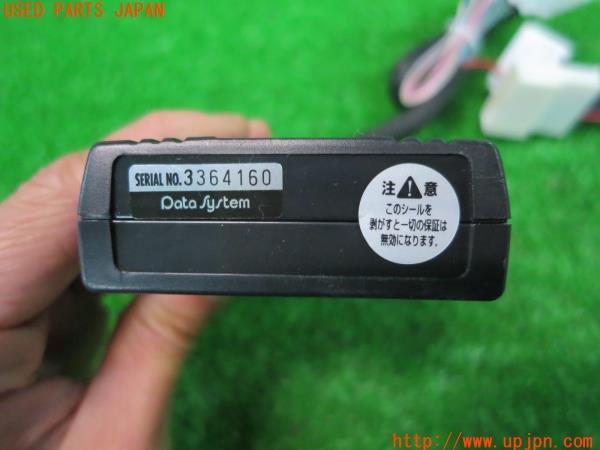 USED PARTS JAPAN
SERIAL NO. 3364160
Data System
注 意
このシールを
剥がすと一切の保証は
無効になります。
http://www.upjpn.com/